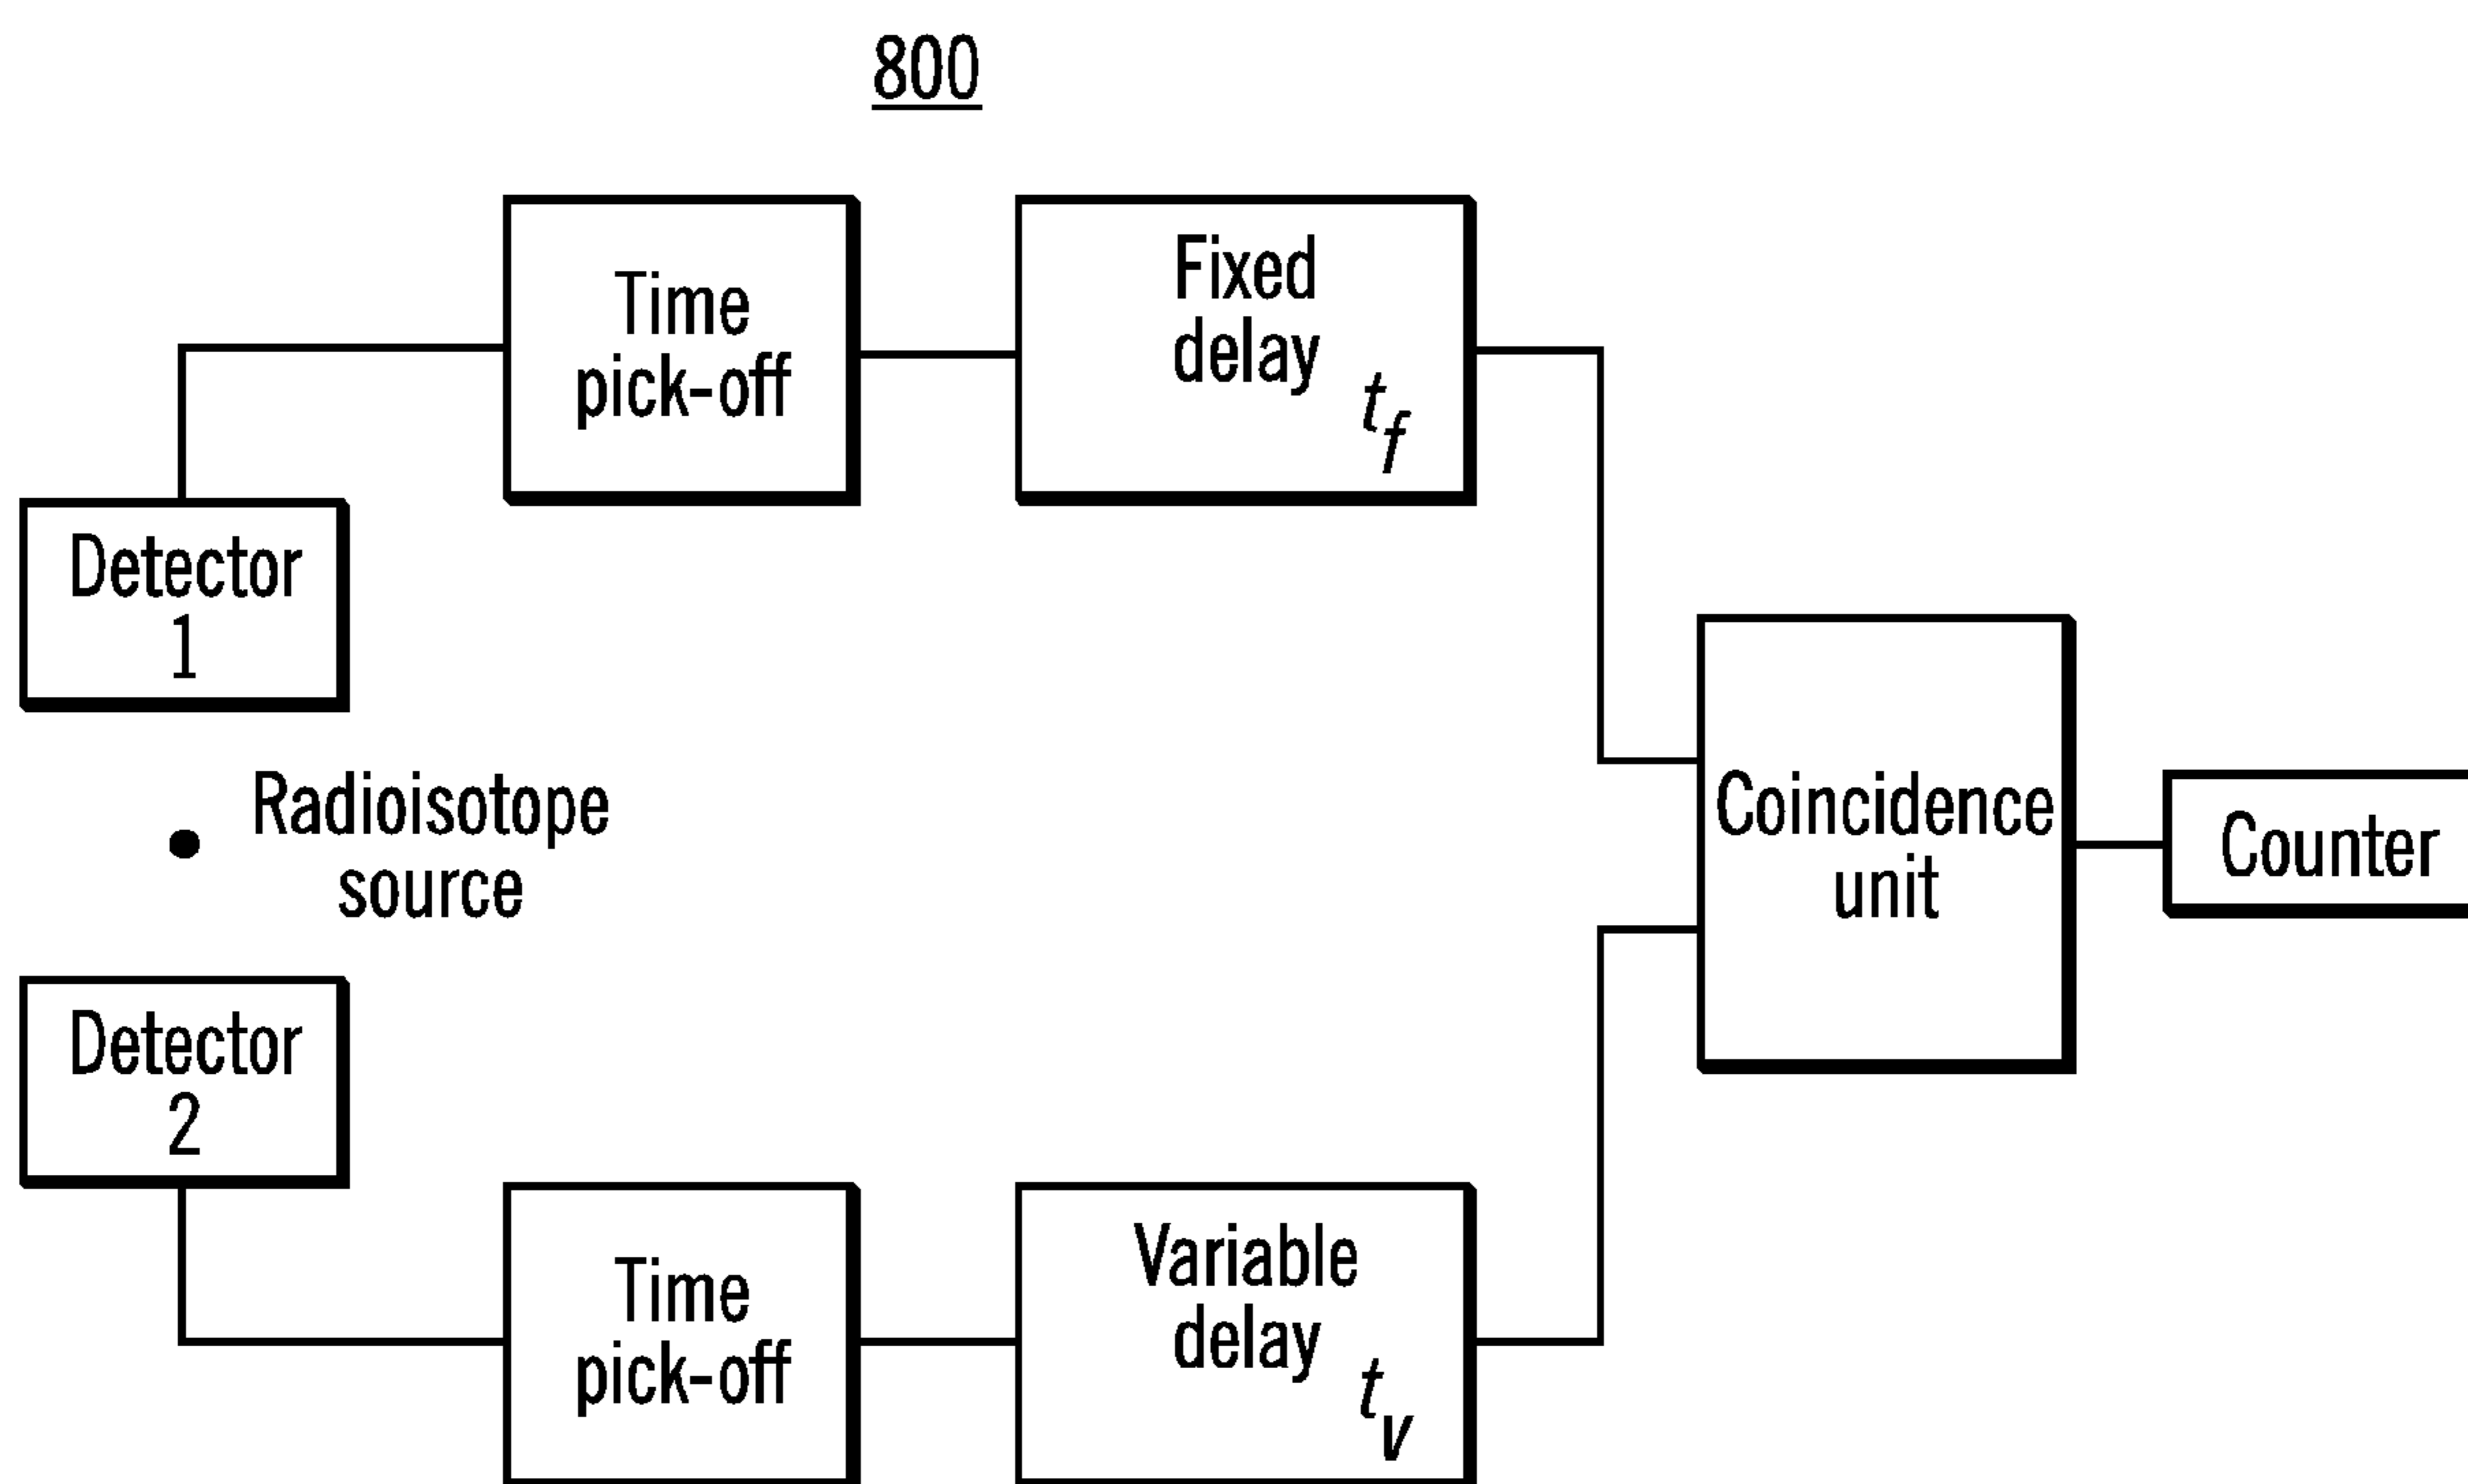 800
Time
pick-off
Fixed
delay
t_f
Detector
1
Radioisotope
source
Coincidence
unit
Counter
Detector
2
Time
pick-off
Variable
delay
t_v